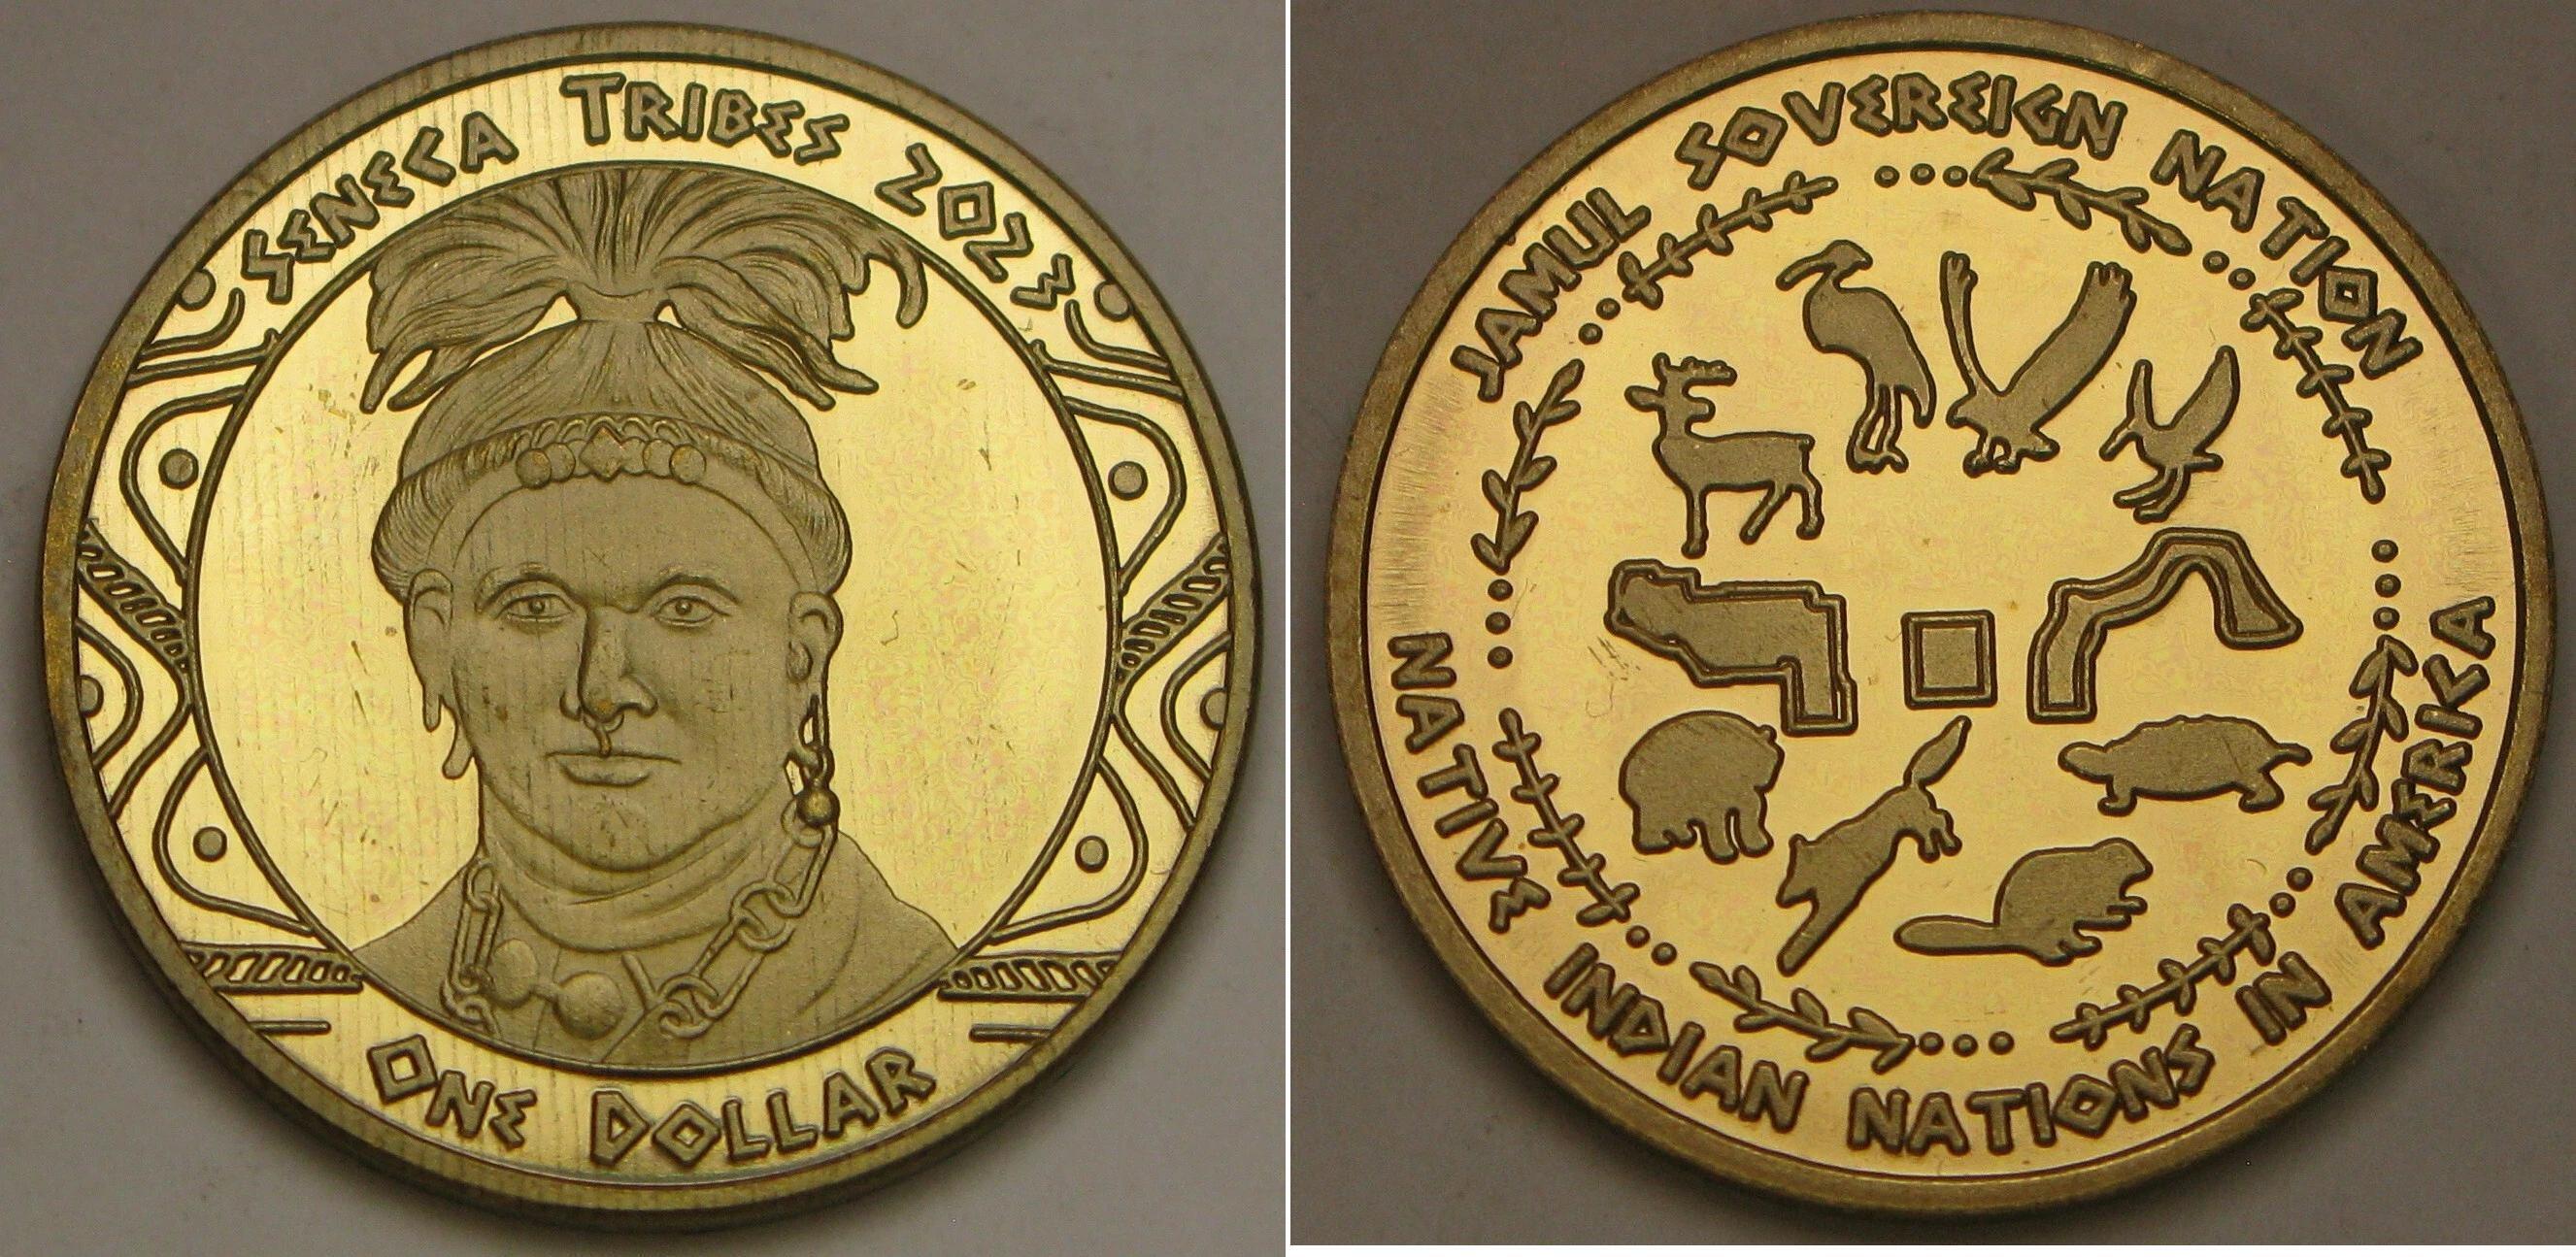 SENECA TRIBES 2023
ONE DOLLAR
JAMUL SOVEREIGN NATION
NATIVE INDIAN NATIONS IN AMERIKA